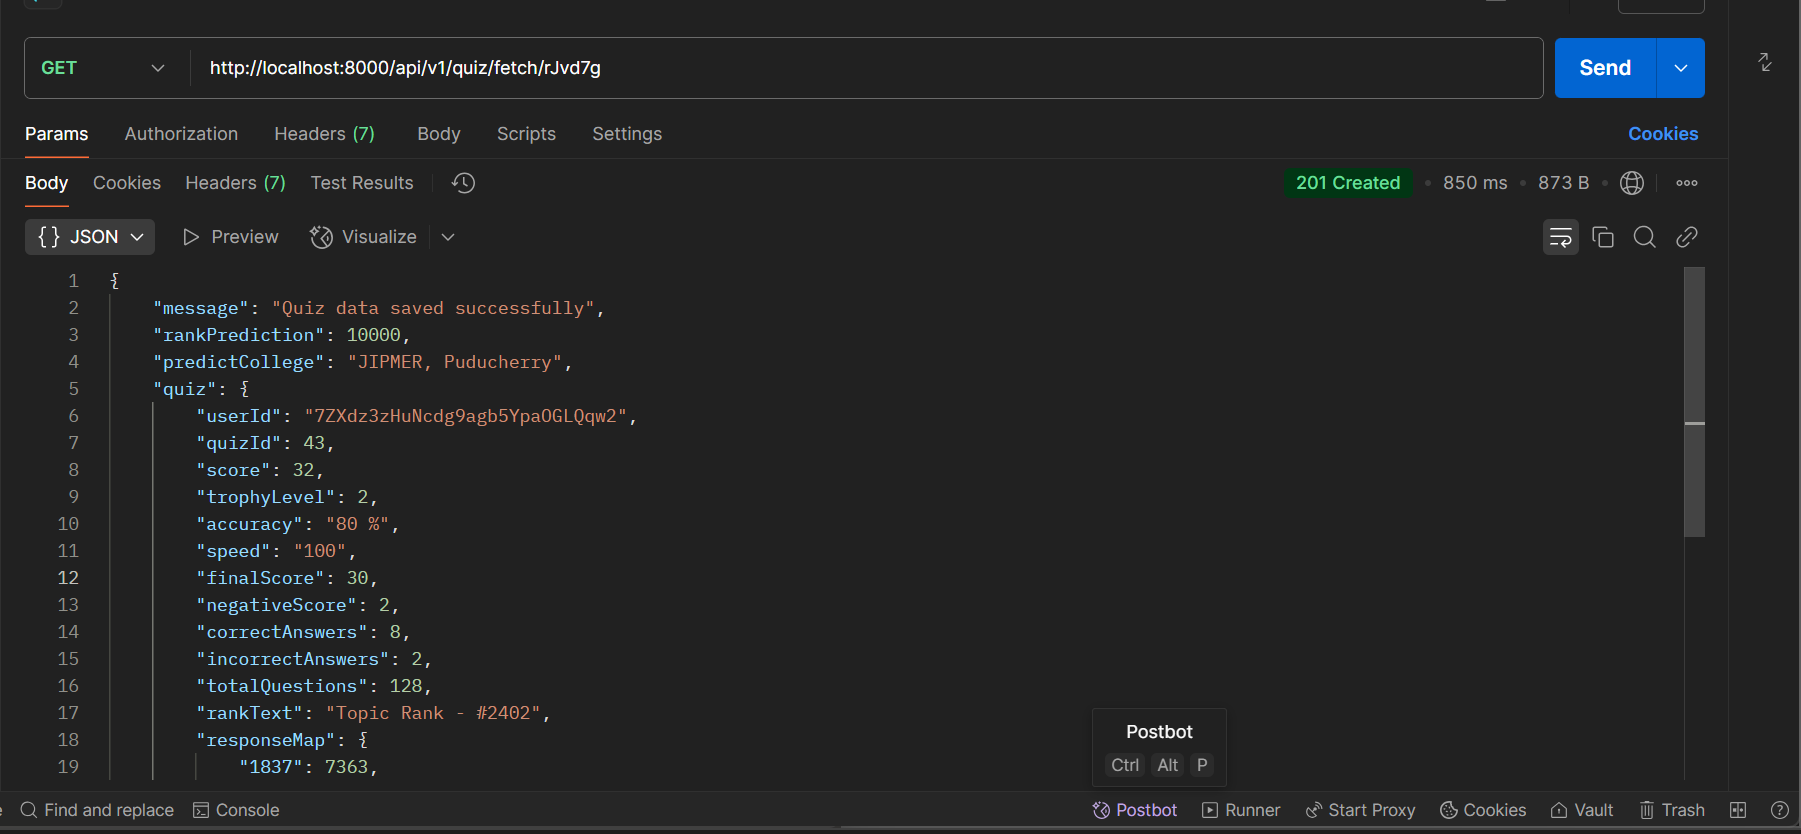 GET http://localhost:8000/api/v1/quiz/fetch/rJvd7g Send
Params Authorization Headers (7) Body Scripts Settings Cookies
Body Cookies Headers (7) Test Results 201 Created • 850 ms • 873 B •
{} JSON Preview Visualize
1 {
2 "message": "Quiz data saved successfully",
3 "rankPrediction": 10000,
4 "predictCollege": "JIPMER, Puducherry",
5 "quiz": {
6 "userId": "7ZXdz3zHuNcdg9agb5YpaOGLQqw2",
7 "quizId": 43,
8 "score": 32,
9 "trophyLevel": 2,
10 "accuracy": "80 %",
11 "speed": "100",
12 "finalScore": 30,
13 "negativeScore": 2,
14 "correctAnswers": 8,
15 "incorrectAnswers": 2,
16 "totalQuestions": 128,
17 "rankText": "Topic Rank - #2402",
18 "responseMap": {
19 "1837": 7363,
Postbot
Ctrl Alt P
Find and replace Console Postbot Runner Start Proxy Cookies Vault Trash